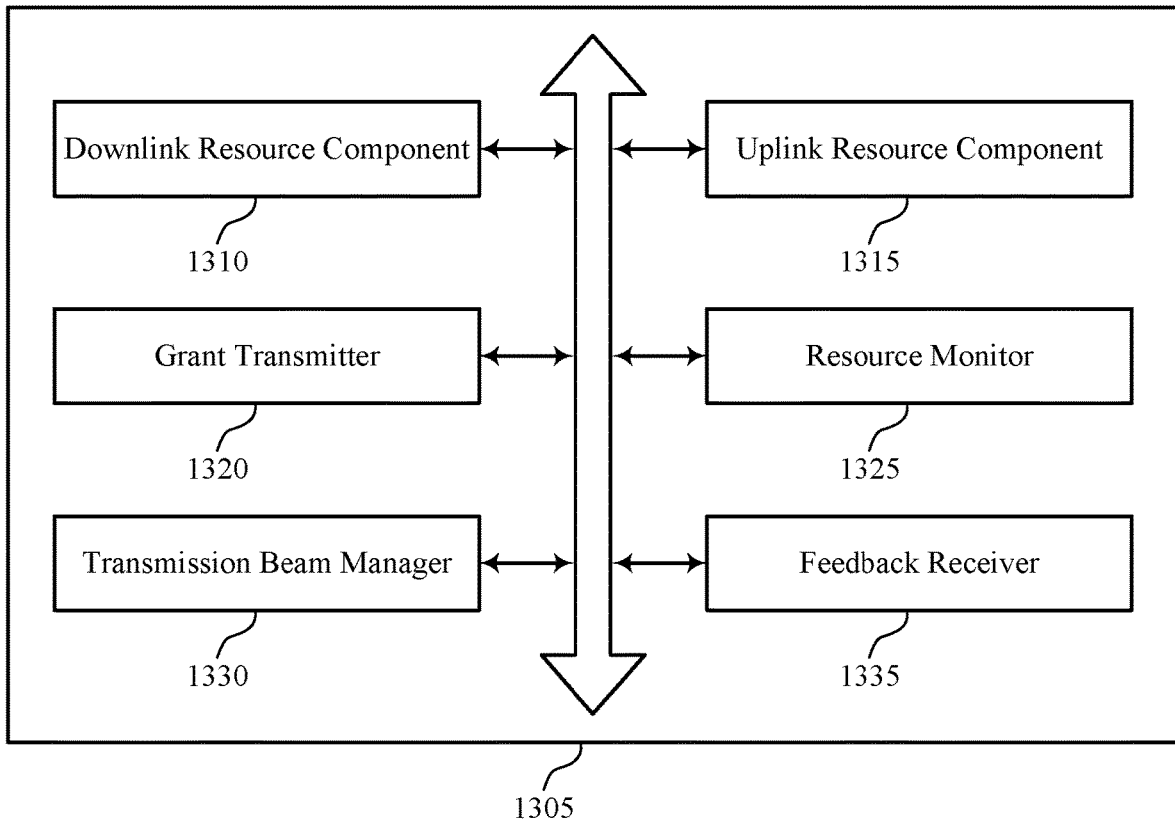 Downlink Resource Component
Uplink Resource Component
1310
1315
Grant Transmitter
Resource Monitor
1320
1325
Transmission Beam Manager
Feedback Receiver
1330
1335
1305